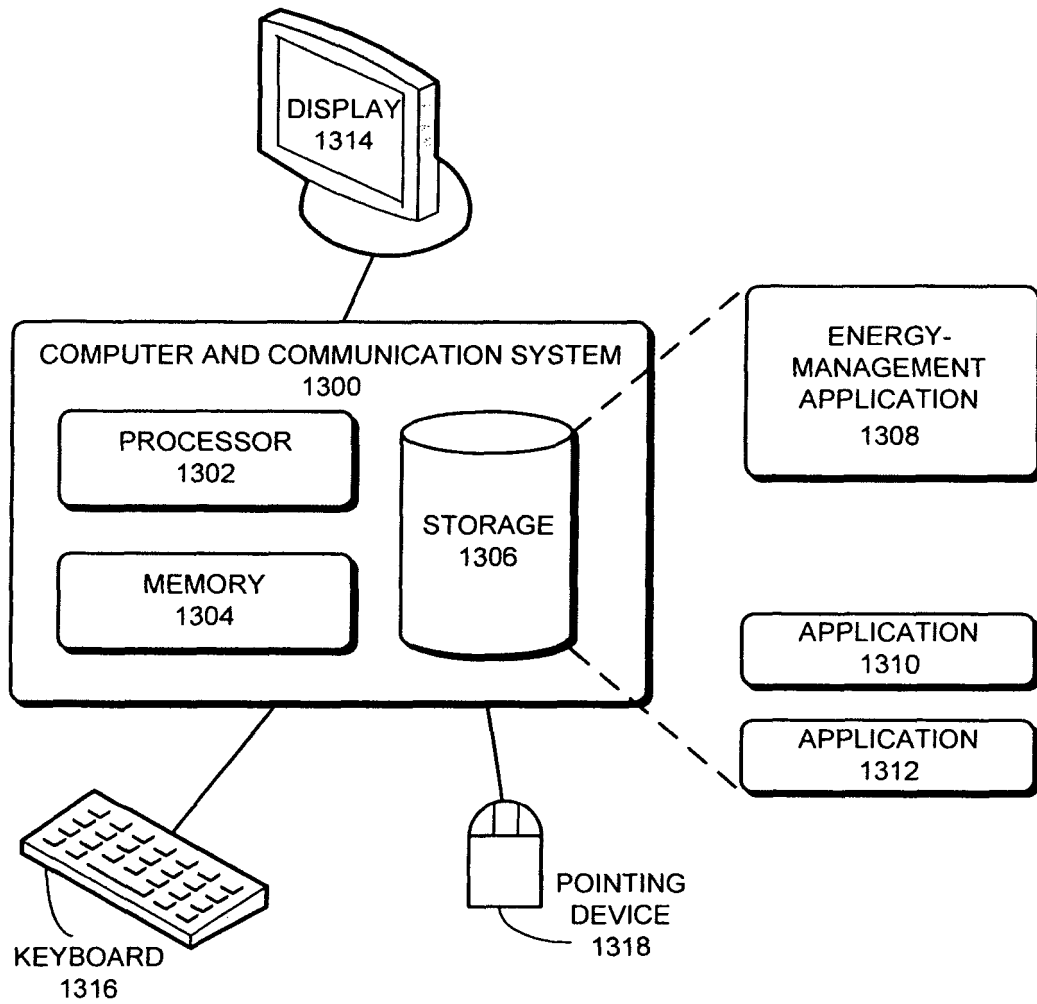 DISPLAY
1314
COMPUTER AND COMMUNICATION SYSTEM
1300
PROCESSOR
1302
MEMORY
1304
STORAGE
1306
ENERGY-
MANAGEMENT
APPLICATION
1308
APPLICATION
1310
APPLICATION
1312
KEYBOARD
1316
POINTING
DEVICE
1318